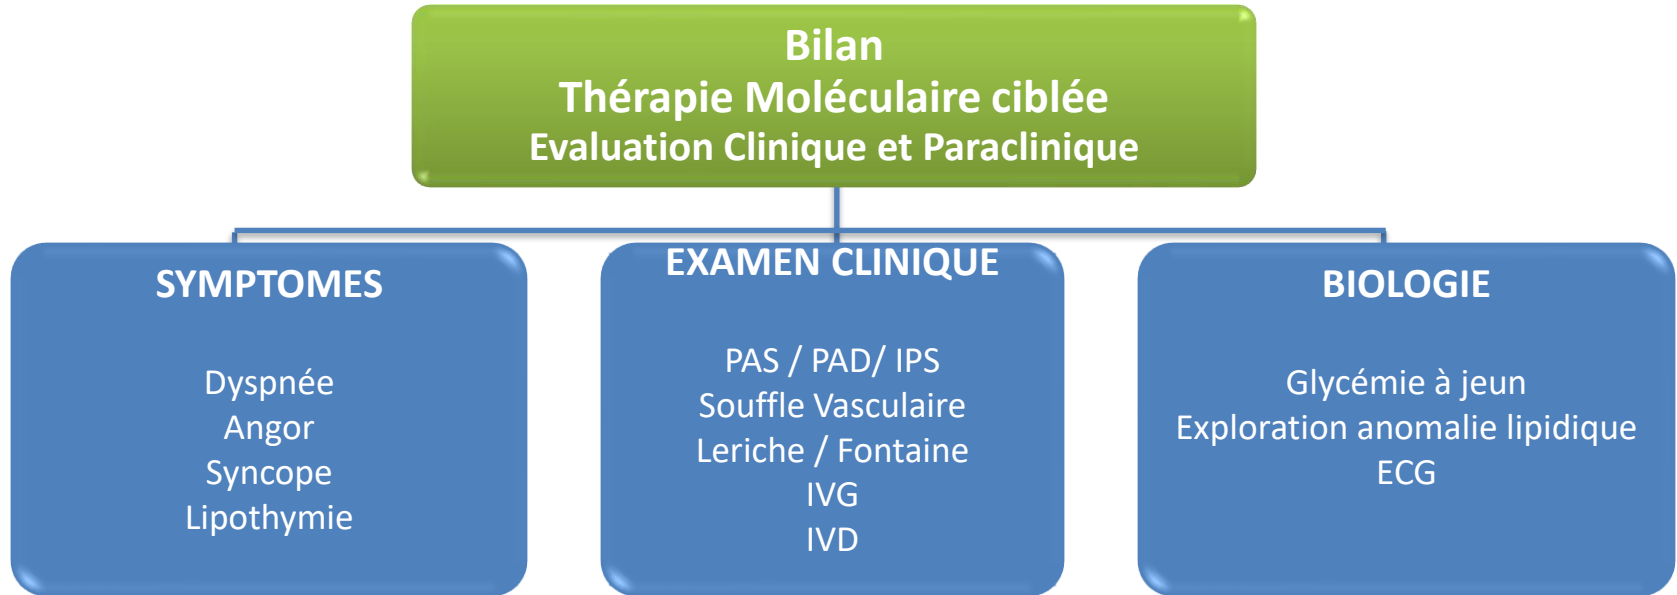 Bilan
Thérapie Moléculaire ciblée
Evaluation Clinique et Paraclinique
SYMPTOMES
Dyspnée
Angor
Syncope
Lipothymie
EXAMEN CLINIQUE
PAS / PAD/ IPS
Souffle Vasculaire
Leriche / Fontaine
IVG
IVD
BIOLOGIE
Glycémie à jeun
Exploration anomalie lipidique
ECG